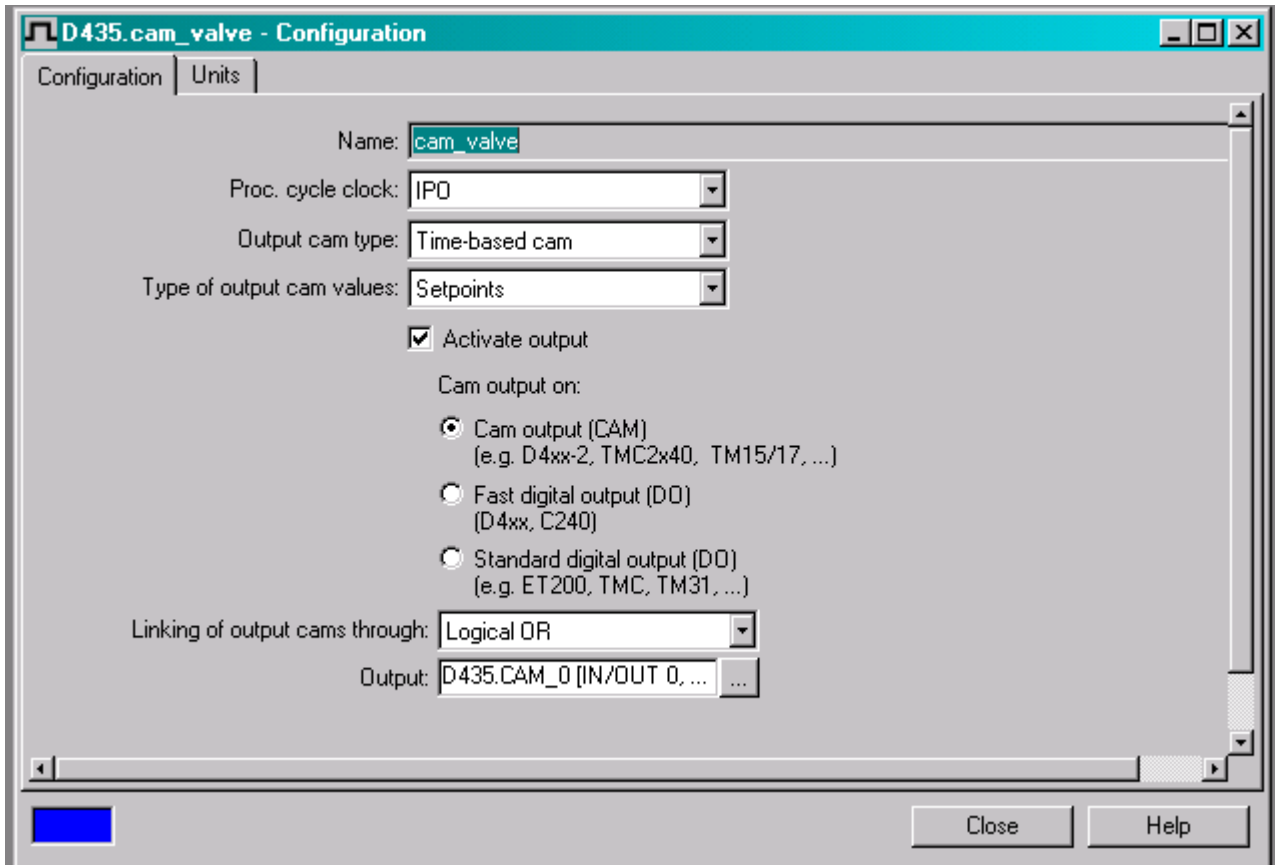 D435.cam_valve - Configuration
Configuration
Units
Name: cam_valve
Proc. cycle clock: IPO
Output cam type: Time-based cam
Type of output cam values: Setpoints
Activate output
Cam output on:
Cam output (CAM)
(e.g. D4xx-2, TMC2x40, TM15/17, ...)
Fast digital output (DO)
(D4xx, C240)
Standard digital output (DO)
(e.g. ET200, TMC, TM31, ...)
Linking of output cams through: Logical OR
Output: D435.CAM_0 [IN/OUT 0, ... ...
Close
Help